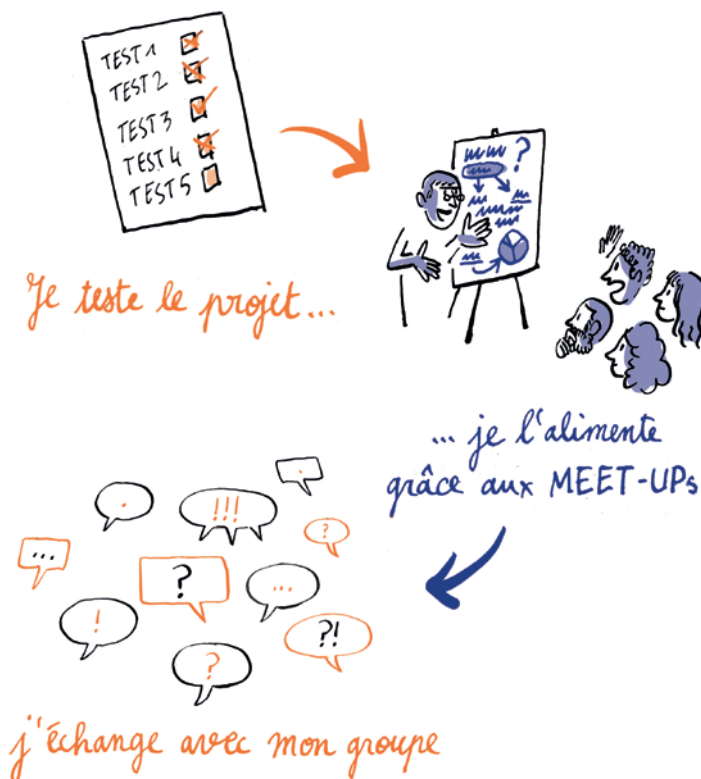 TEST 1
TEST 2
TEST 3
TEST 4
TEST 5
Je teste le projet...
?
... je l'alimente
grâce aux MEET-UPs
.
.
!!!
?
...
?
...
!
?!
?
j'échange avec mon groupe